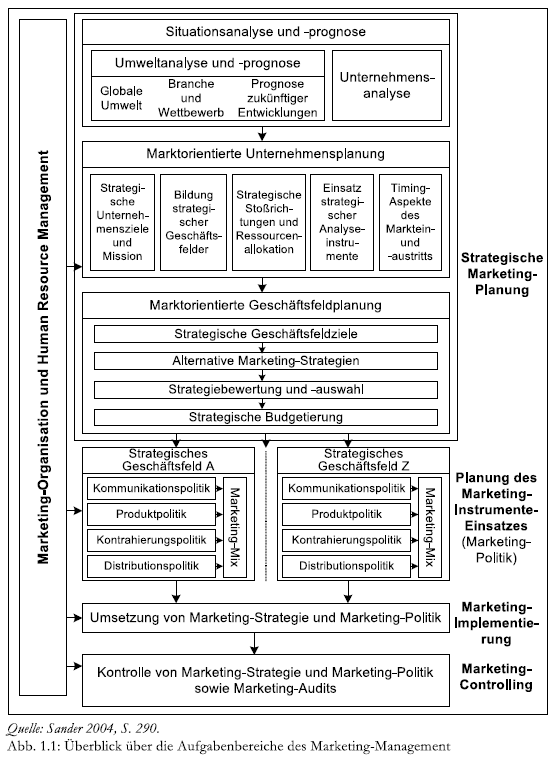 Marketing-Organisation und Human Resource Management
Situationsanalyse und -prognose
Umweltanalyse und -prognose
Globale
Umwelt
Branche
und
Wettbewerb
Prognose
zukünftiger
Entwicklungen
Unternehmens-
analyse
Marktorientierte Unternehmensplanung
Strategi-
sche
Unterneh-
mensziele
und
Mission
Bildung
strategi-
scher
Geschäfts-
felder
Strategische
Stoßrich-
tungen und
Ressourcen-
allokation
Einsatz
strategi-
scher
Analyse-
instru-
mente
Timing-
Aspekte
des
Marktein-
und
-austritts
Strategische
Marketing-
Planung
Marktorientierte Geschäftsfeldplanung
Strategische Geschäftsfeldziele
Alternative Marketing-Strategien
Strategiebewertung und -auswahl
Strategische Budgetierung
Strategisches
Geschäftsfeld A
Kommunikationspolitik
Produktpolitik
Kontrahierungspolitik
Distributionspolitik
Marketing-Mix
Strategisches
Geschäftsfeld Z
Kommunikationspolitik
Produktpolitik
Kontrahierungspolitik
Distributionspolitik
Marketing-Mix
Planung des
Marketing-
Instrumente-
Einsatzes
(Marketing-
Politik)
Umsetzung von Marketing-Strategie und Marketing-Politik
Marketing-
Implementie-
rung
Kontrolle von Marketing-Strategie und Marketing-Politik
sowie Marketing-Audits
Marketing-
Controlling
Quelle: Sander 2004, S. 290.
Abb. 1.1: Überblick über die Aufgabenbereiche des Marketing-Management